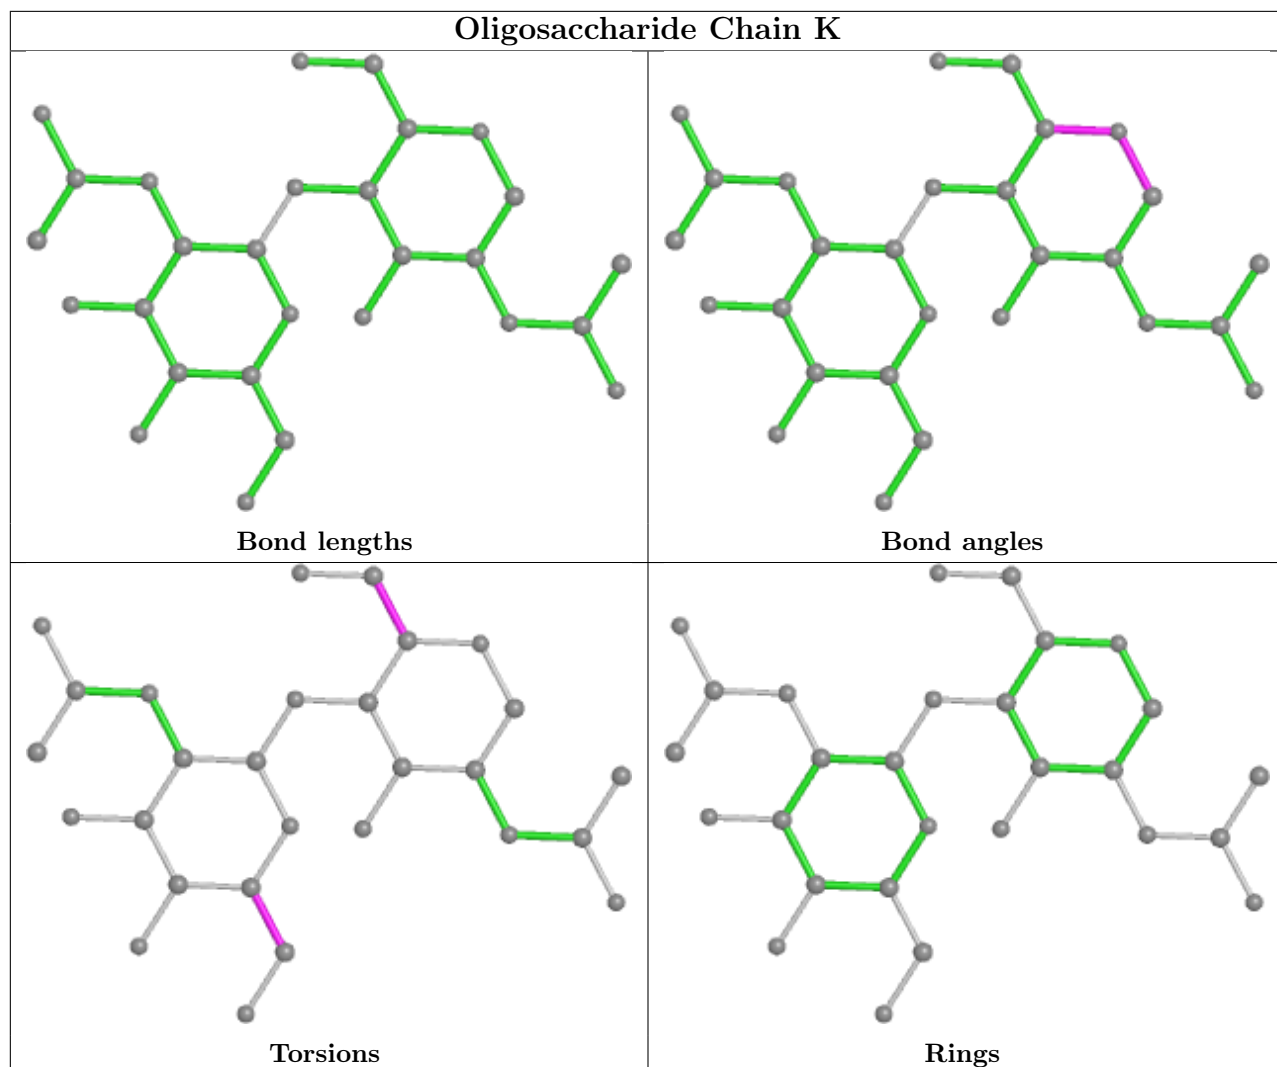 Oligosaccharide Chain K
Bond lengths
Bond angles
Torsions
Rings